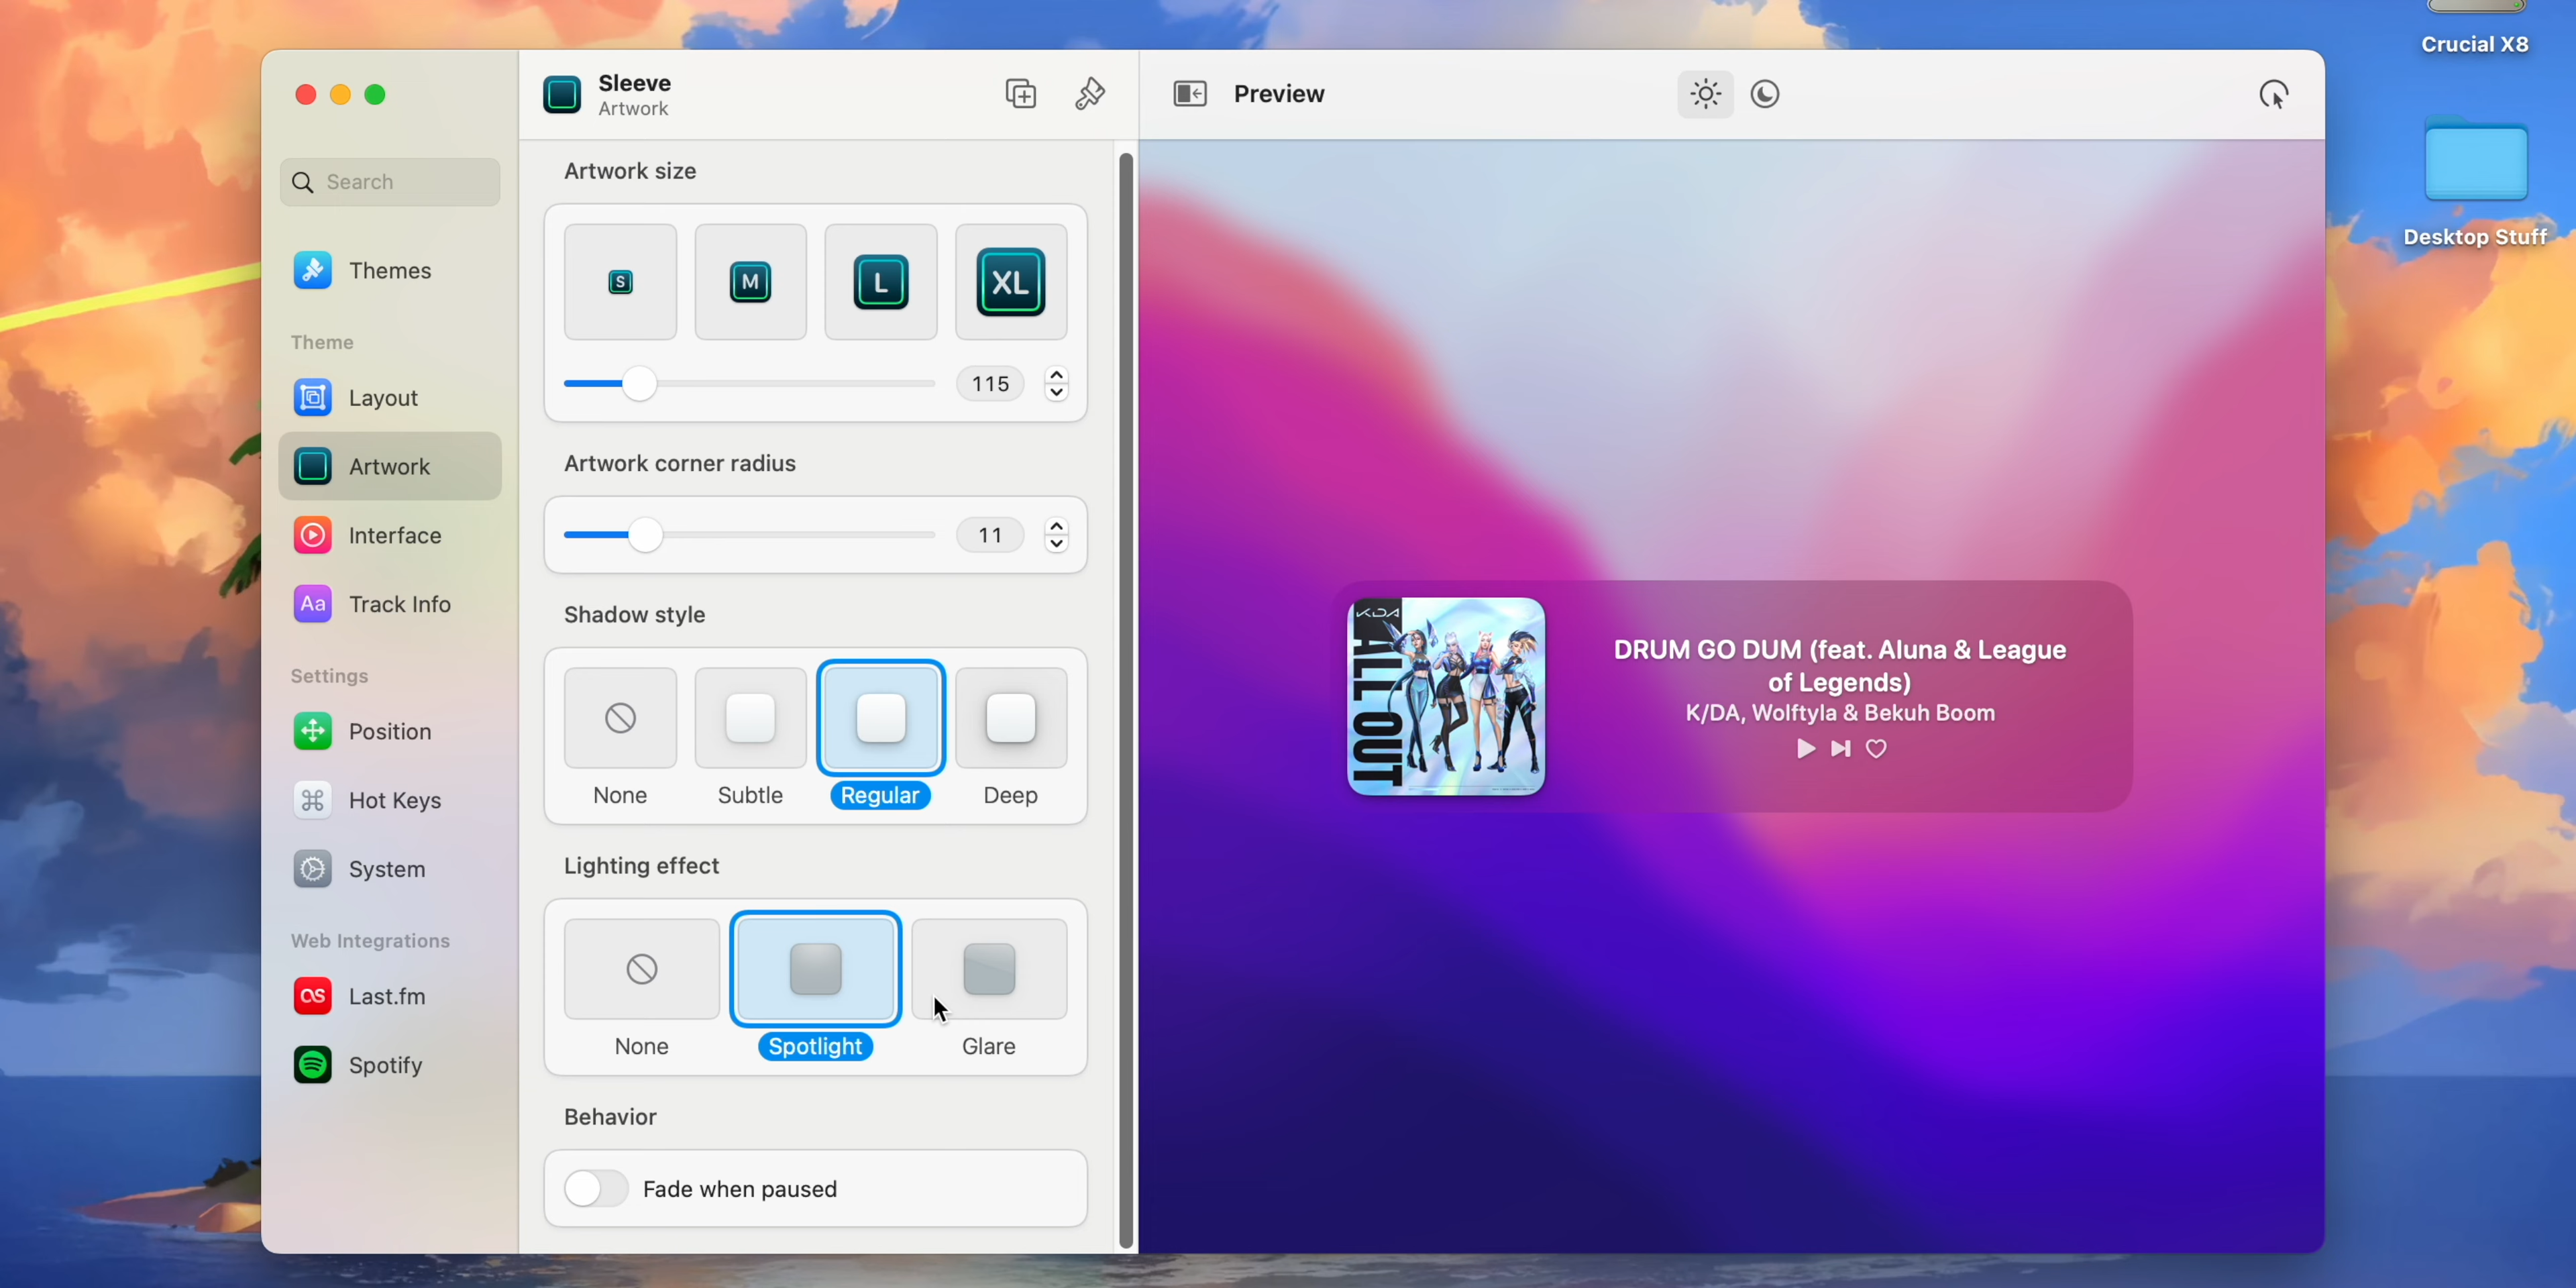 Crucial X8
Desktop Stuff
Search
Themes
Theme
Layout
Artwork
Interface
Aa
Track Info
Settings
Position
Hot Keys
System
Web Integrations
Last.fm
Spotify
Sleeve
Artwork
Artwork size
S
M
L
XL
115
Artwork corner radius
11
Shadow style
None
Subtle
Regular
Deep
Lighting effect
None
Spotlight
Glare
Behavior
Fade when paused
Preview
K/DA
ALL OUT
DRUM GO DUM (feat. Aluna & League
of Legends)
K/DA, Wolftyla & Bekuh Boom